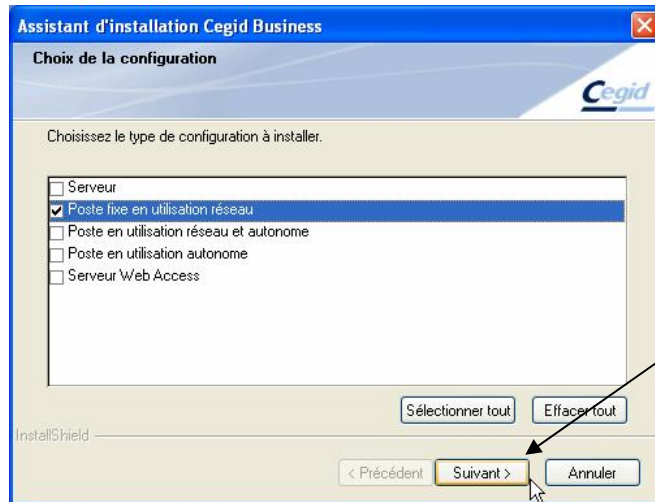 Assistant d'installation Cegid Business
Choix de la configuration
Cegid
Choisissez le type de configuration à installer.
Serveur
Poste fixe en utilisation réseau
Poste en utilisation réseau et autonome
Poste en utilisation autonome
Serveur Web Access
Sélectionner tout Effacer tout
InstallShield
< Précédent Suivant > Annuler